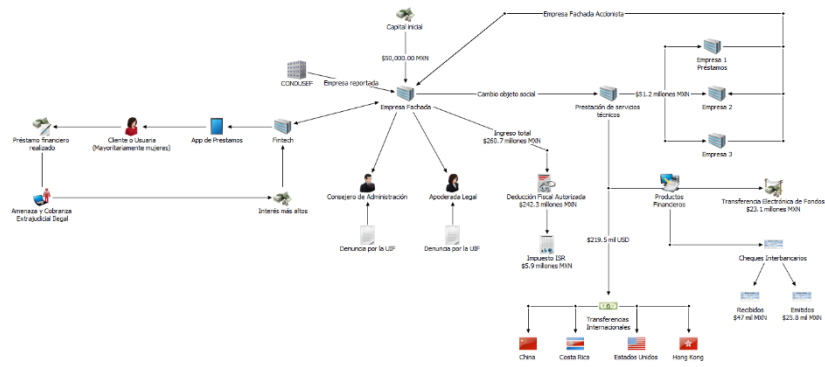 Empresa Fachada Accionista
Capital inicial
$50,000.00 MXN
Empresa 1
Préstamos
CONDUSEF
Empresa reportada
Empresa Fachada
Cambio objeto social
Prestación de servicios
técnicos
$81.2 millones MXN
Empresa 2
Préstamo financiero
realizado
Cliente o Usuaria
(Mayoritariamente mujeres)
App de Prestamos
Fintech
Ingreso total
$260.7 millones MXN
Empresa 3
Amenaza y Cobranza
Extrajudicial Ilegal
Interés más altos
Consejero de Administración
Apoderada Legal
Deducción Fiscal Autorizada
$242.3 millones MXN
Productos
Financieros
Transferencia Electrónica de Fondos
$23.1 millones MXN
Denuncia por la UIF
Denuncia por la UIF
Impuesto ISR
$5.9 millones MXN
$219.5 mil USD
Cheques Interbancarios
Recibidos
$47 mil MXN
Emitidos
$25.8 mil MXN
Transferencias
Internacionales
China
Costa Rica
Estados Unidos
Hong Kong